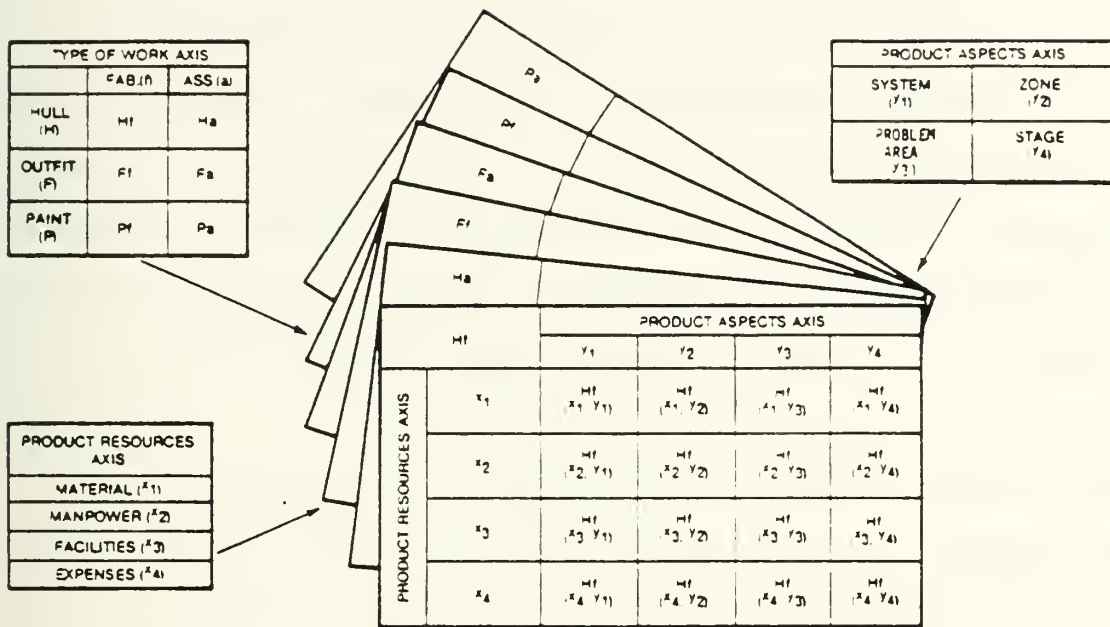 TYPE OF WORK AXIS
FAB.(f) ASS (a)
HULL
(H) Hf Ha
OUTFIT
(F) Ff Fa
PAINT
(P) Pf Pa
PRODUCT ASPECTS AXIS
SYSTEM
(y1) ZONE
(y2)
PROBLEM
AREA
y3) STAGE
(y4)
Pa
Pf
Fa
Ff
Ha
Hf
PRODUCT ASPECTS AXIS
y1 y2 y3 y4
PRODUCT RESOURCES AXIS
x1
Hf Hf Hf Hf
(x1, y1) (x1, y2) (x1, y3) (x1, y4)
x2
Hf Hf Hf Hf
(x2, y1) (x2, y2) (x2, y3) (x2, y4)
x3
Hf Hf Hf Hf
(x3, y1) (x3, y2) (x3, y3) (x3, y4)
x4
Hf Hf Hf Hf
(x4, y1) (x4, y2) (x4, y3) (x4, y4)
PRODUCT RESOURCES
AXIS
MATERIAL (x1)
MANPOWER (x2)
FACILITIES (x3)
EXPENSES (x4)